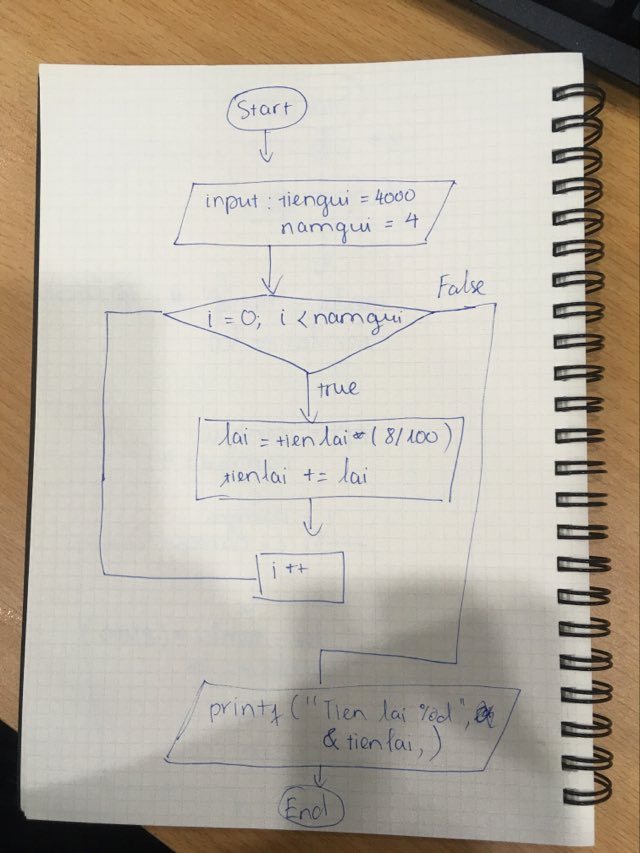 Start
input : tiengui = 4000
namgui = 4
False
i = 0; i < namgui
true
lai = tienlai * (8/100)
tienlai += lai
i ++
printf ("Tien lai %d",
& tienlai,)
End